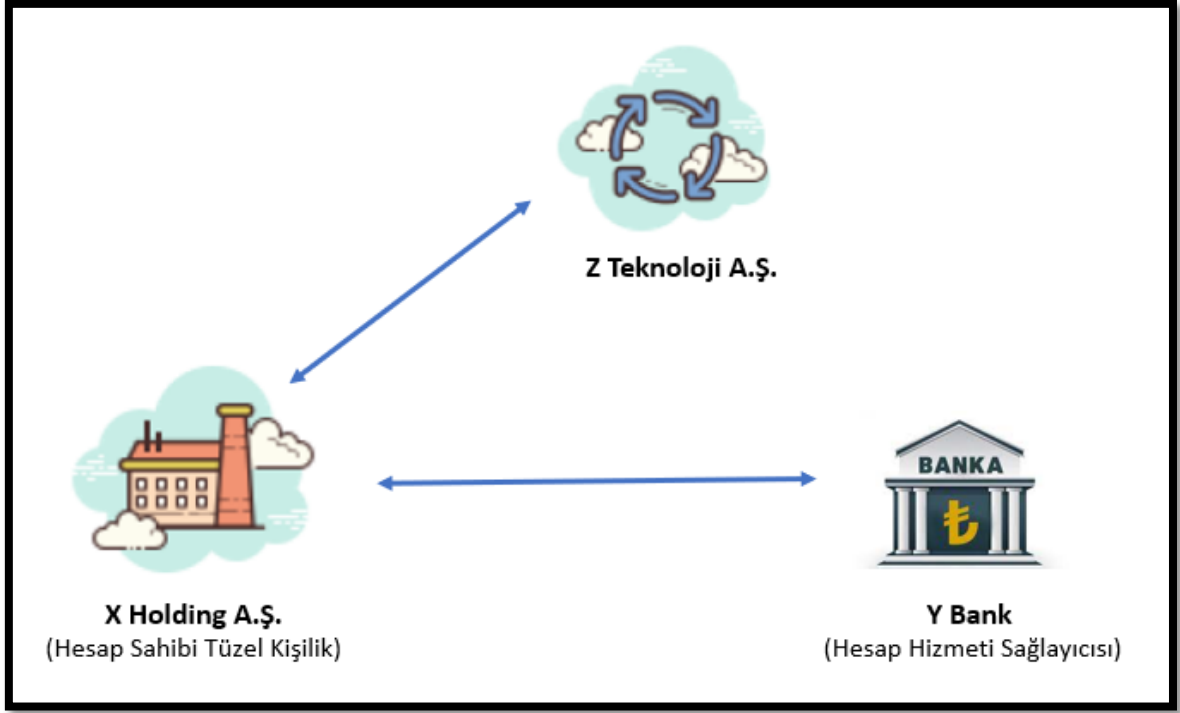 Z Teknoloji A.Ş.
BANKA
₺
X Holding A.Ş.
(Hesap Sahibi Tüzel Kişilik)
Y Bank
(Hesap Hizmeti Sağlayıcısı)